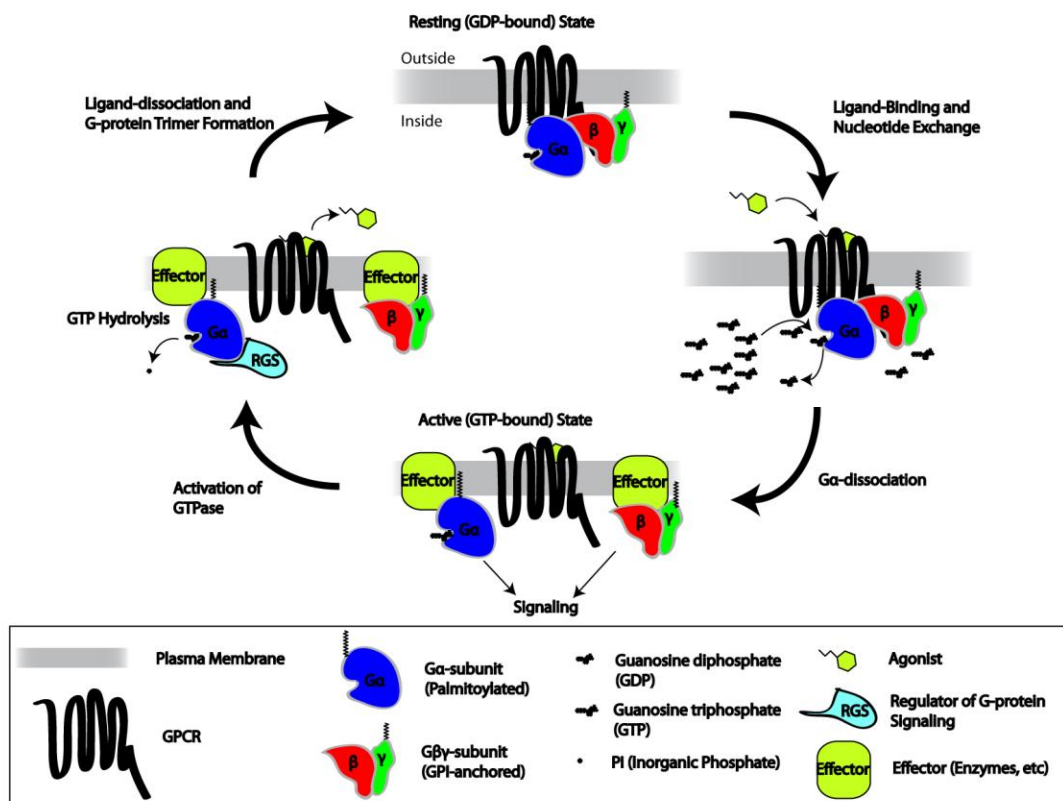 Resting (GDP-bound) State
Outside
Inside
Gα
β
γ
Ligand-dissociation and
G-protein Trimer Formation
Ligand-Binding and
Nucleotide Exchange
Effector
Effector
GTP Hydrolysis
Gα
RGS
β
γ
Gα
β
γ
Active (GTP-bound) State
Effector
Effector
Gα
β
γ
Activation of
GTPase
Gα-dissociation
Signaling
Plasma Membrane
GPCR
Gα
Gα-subunit
(Palmitoylated)
β
γ
Gβγ-subunit
(GPI-anchored)
Guanosine diphosphate
(GDP)
Guanosine triphosphate
(GTP)
PI (Inorganic Phosphate)
Agonist
RGS
Regulator of G-protein
Signaling
Effector
Effector (Enzymes, etc)